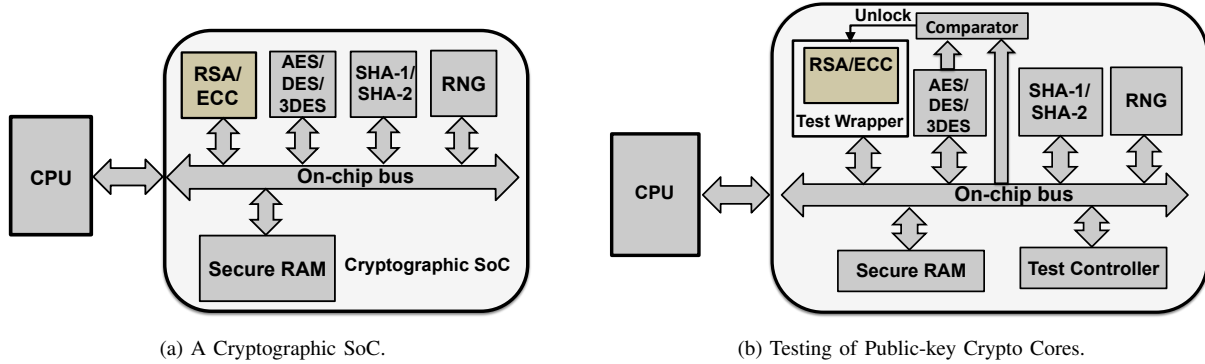 CPU
RSA/
ECC
AES/
DES/
3DES
SHA-1/
SHA-2
RNG
On-chip bus
Secure RAM
Cryptographic SoC
(a) A Cryptographic SoC.
CPU
Unlock
Comparator
RSA/ECC
Test Wrapper
AES/
DES/
3DES
SHA-1/
SHA-2
RNG
On-chip bus
Secure RAM
Test Controller
(b) Testing of Public-key Crypto Cores.